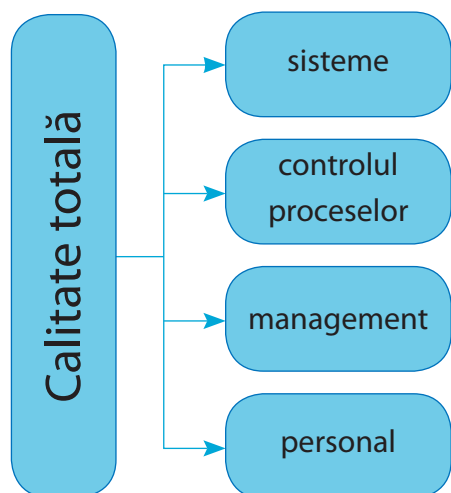 Calitate totală
sisteme
controlul
proceselor
management
personal